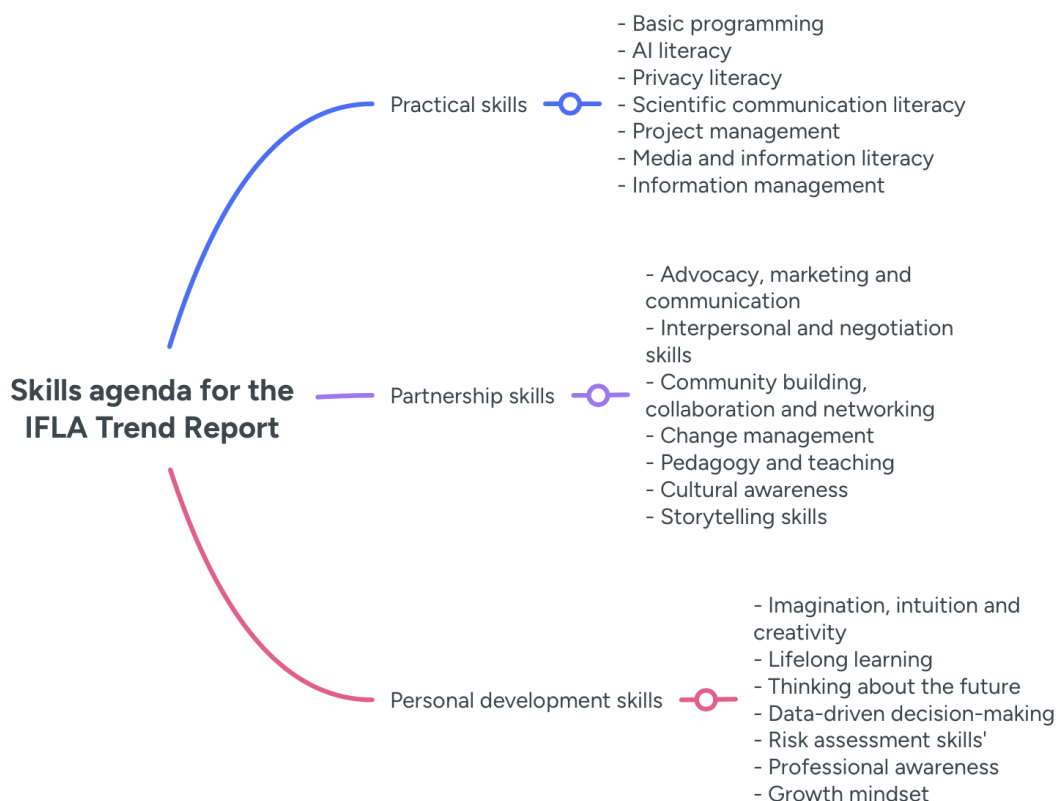 Skills agenda for the
IFLA Trend Report
Practical skills
- Basic programming
- AI literacy
- Privacy literacy
- Scientific communication literacy
- Project management
- Media and information literacy
- Information management
Partnership skills
- Advocacy, marketing and
communication
- Interpersonal and negotiation
skills
- Community building,
collaboration and networking
- Change management
- Pedagogy and teaching
- Cultural awareness
- Storytelling skills
Personal development skills
- Imagination, intuition and
creativity
- Lifelong learning
- Thinking about the future
- Data-driven decision-making
- Risk assessment skills'
- Professional awareness
- Growth mindset